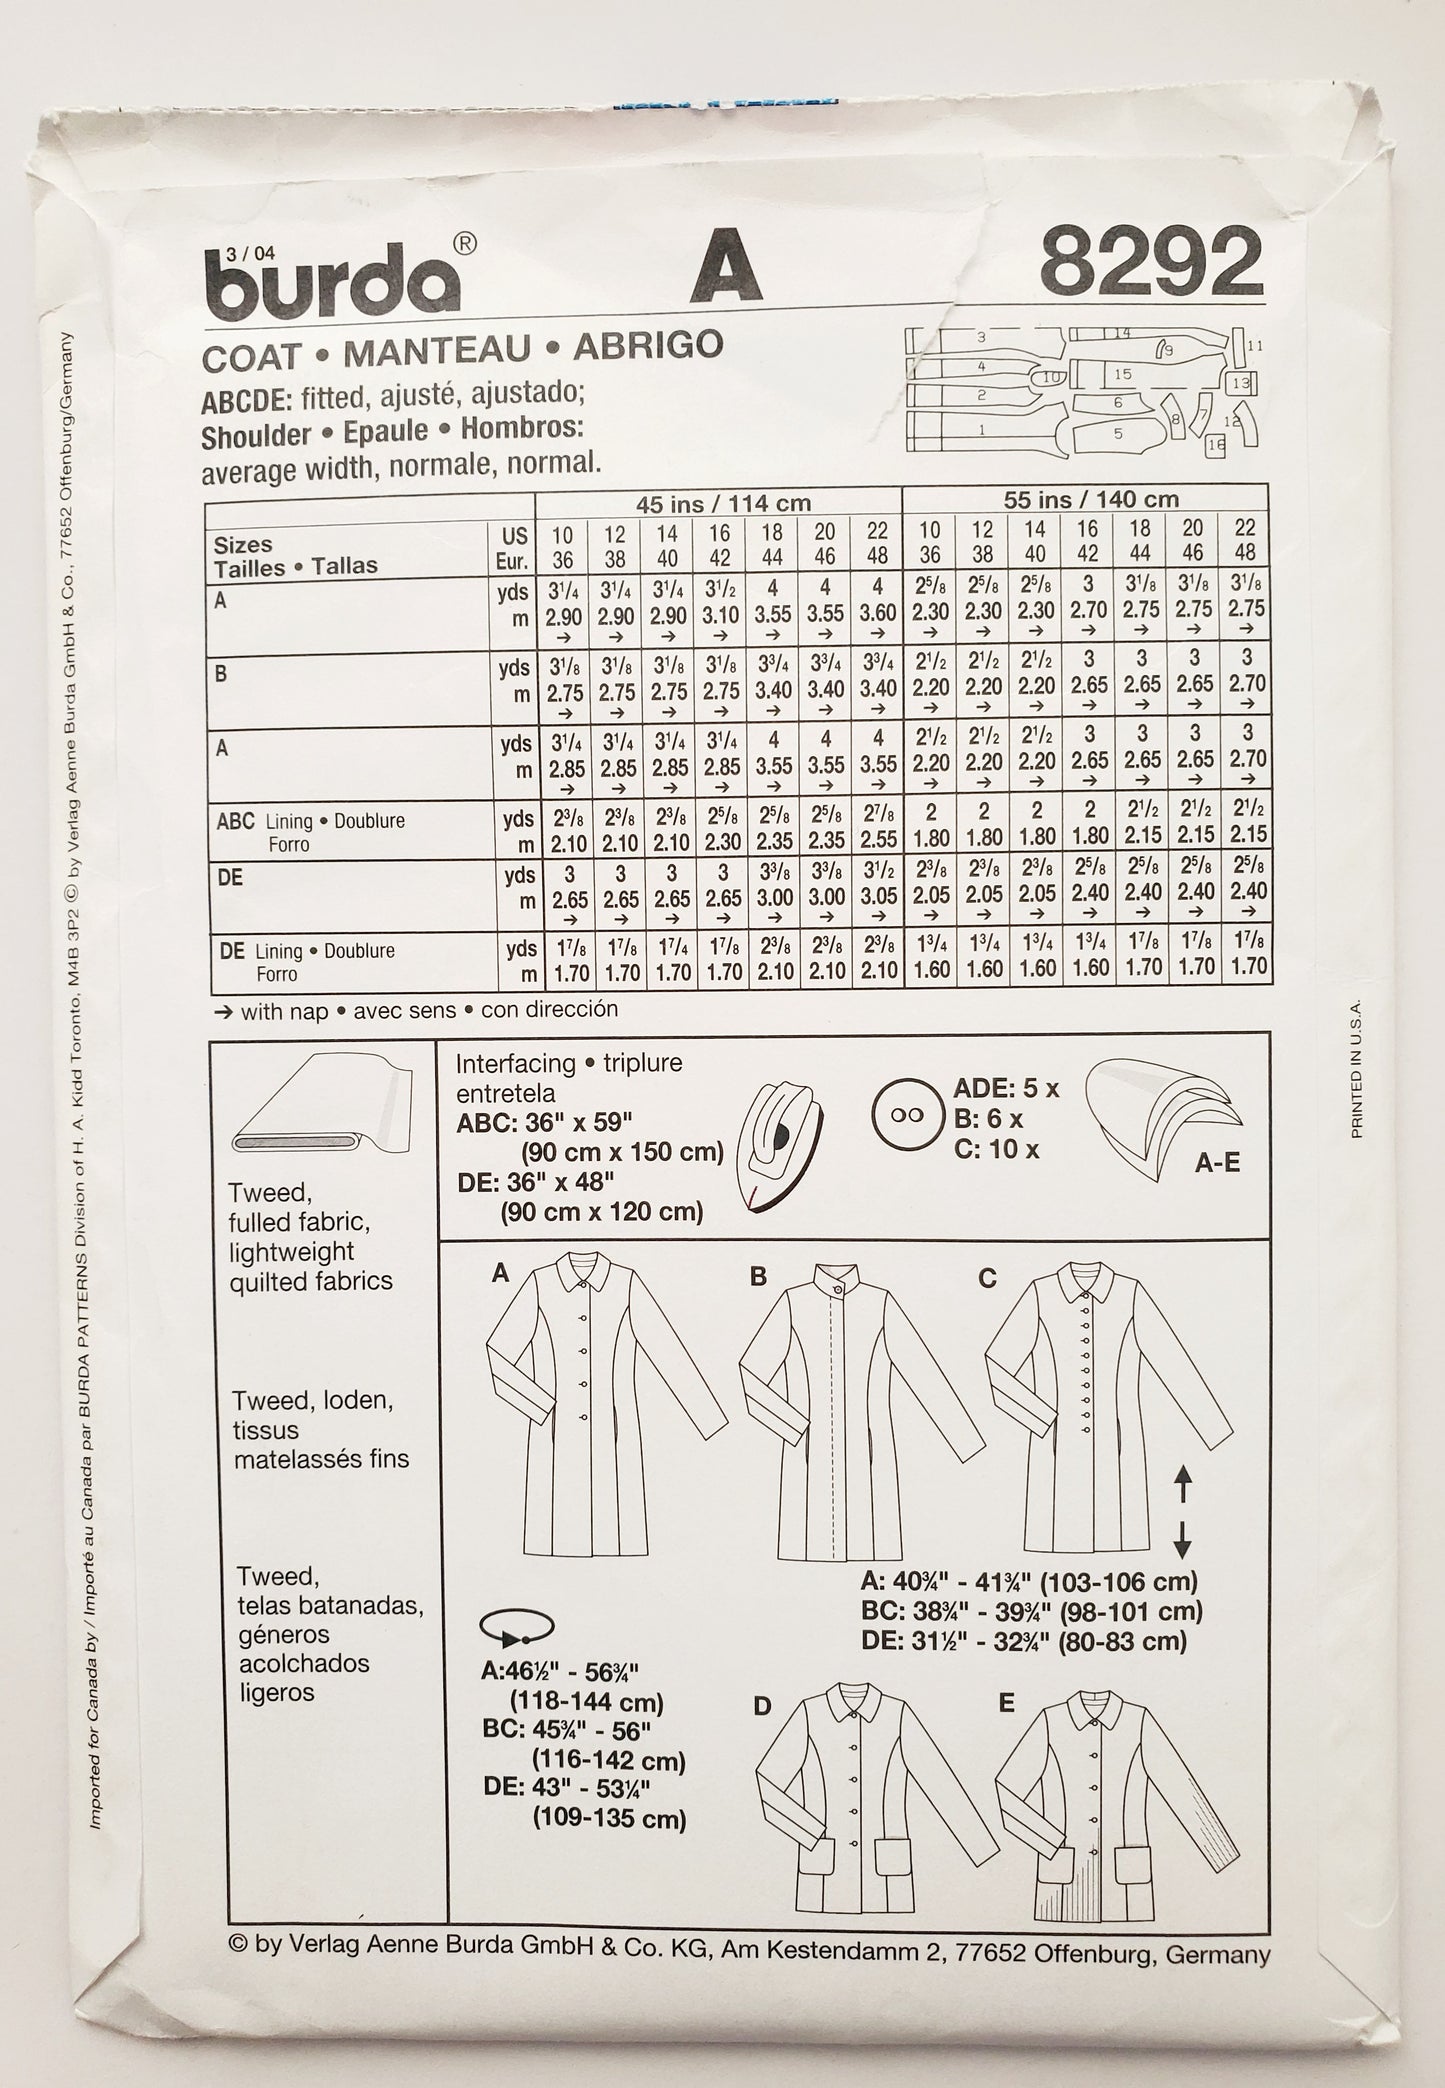 3 / 04
burda® A 8292
COAT • MANTEAU • ABRIGO
ABCDE: fitted, ajusté, ajustado;
Shoulder • Epaule • Hombros:
average width, normale, normal.
3 14 11
9
4 10 15 13
2 6 8 7 12
1 5 16
45 ins / 114 cm 55 ins / 140 cm
Sizes US 10 12 14 16 18 20 22 10 12 14 16 18 20 22
Tailles • Tallas Eur. 36 38 40 42 44 46 48 36 38 40 42 44 46 48
A yds 3¹/4 3¹/4 3¹/4 3¹/2 4 4 4 2⁵/8 2⁵/8 2⁵/8 3 3¹/8 3¹/8 3¹/8
m 2.90 2.90 2.90 3.10 3.55 3.55 3.60 2.30 2.30 2.30 2.70 2.75 2.75 2.75
→ → → → → → → → → → → → → →
B yds 3¹/8 3¹/8 3¹/8 3¹/8 3³/4 3³/4 3³/4 2¹/2 2¹/2 2¹/2 3 3 3 3
m 2.75 2.75 2.75 2.75 3.40 3.40 3.40 2.20 2.20 2.20 2.65 2.65 2.65 2.70
→ → → → → → → → → → → → → →
A yds 3¹/4 3¹/4 3¹/4 3¹/4 4 4 4 2¹/2 2¹/2 2¹/2 3 3 3 3
m 2.85 2.85 2.85 2.85 3.55 3.55 3.55 2.20 2.20 2.20 2.65 2.65 2.65 2.70
→ → → → → → → → → → → → → →
ABC Lining • Doublure yds 2³/8 2³/8 2³/8 2⁵/8 2⁵/8 2⁵/8 2⁷/8 2 2 2 2 2¹/2 2¹/2 2¹/2
Forro m 2.10 2.10 2.10 2.30 2.35 2.35 2.55 1.80 1.80 1.80 1.80 2.15 2.15 2.15
DE yds 3 3 3 3 3³/8 3³/8 3¹/2 2³/8 2³/8 2³/8 2⁵/8 2⁵/8 2⁵/8 2⁵/8
m 2.65 2.65 2.65 2.65 3.00 3.00 3.05 2.05 2.05 2.05 2.40 2.40 2.40 2.40
→ → → → → → → → → → → → → →
DE Lining • Doublure yds 1⁷/8 1⁷/8 1⁷/4 1⁷/8 2³/8 2³/8 2³/8 1³/4 1³/4 1³/4 1³/4 1⁷/8 1⁷/8 1⁷/8
Forro m 1.70 1.70 1.70 1.70 2.10 2.10 2.10 1.60 1.60 1.60 1.60 1.70 1.70 1.70
→ with nap • avec sens • con dirección
Tweed,
fulled fabric,
lightweight
quilted fabrics
Tweed, loden,
tissus
matelassés fins
Tweed,
telas batanadas,
géneros
acolchados
ligeros
Interfacing • triplure
entretela
ABC: 36" x 59"
(90 cm x 150 cm)
DE: 36" x 48"
(90 cm x 120 cm)
ADE: 5 x
B: 6 x
C: 10 x
A-E
A B C
A: 40¾" - 41¾" (103-106 cm)
BC: 38¾" - 39¾" (98-101 cm)
DE: 31½" - 32¾" (80-83 cm)
A:46½" - 56¾"
(118-144 cm)
BC: 45¾" - 56"
(116-142 cm)
DE: 43" - 53¼"
(109-135 cm)
D E
© by Verlag Aenne Burda GmbH & Co. KG, Am Kestendamm 2, 77652 Offenburg, Germany
Imported for Canada by / Importé au Canada par BURDA PATTERNS Division of H. A. Kidd Toronto, M4B 3P2 © by Verlag Aenne Burda GmbH & Co., 77652 Offenburg/Germany
PRINTED IN U.S.A.